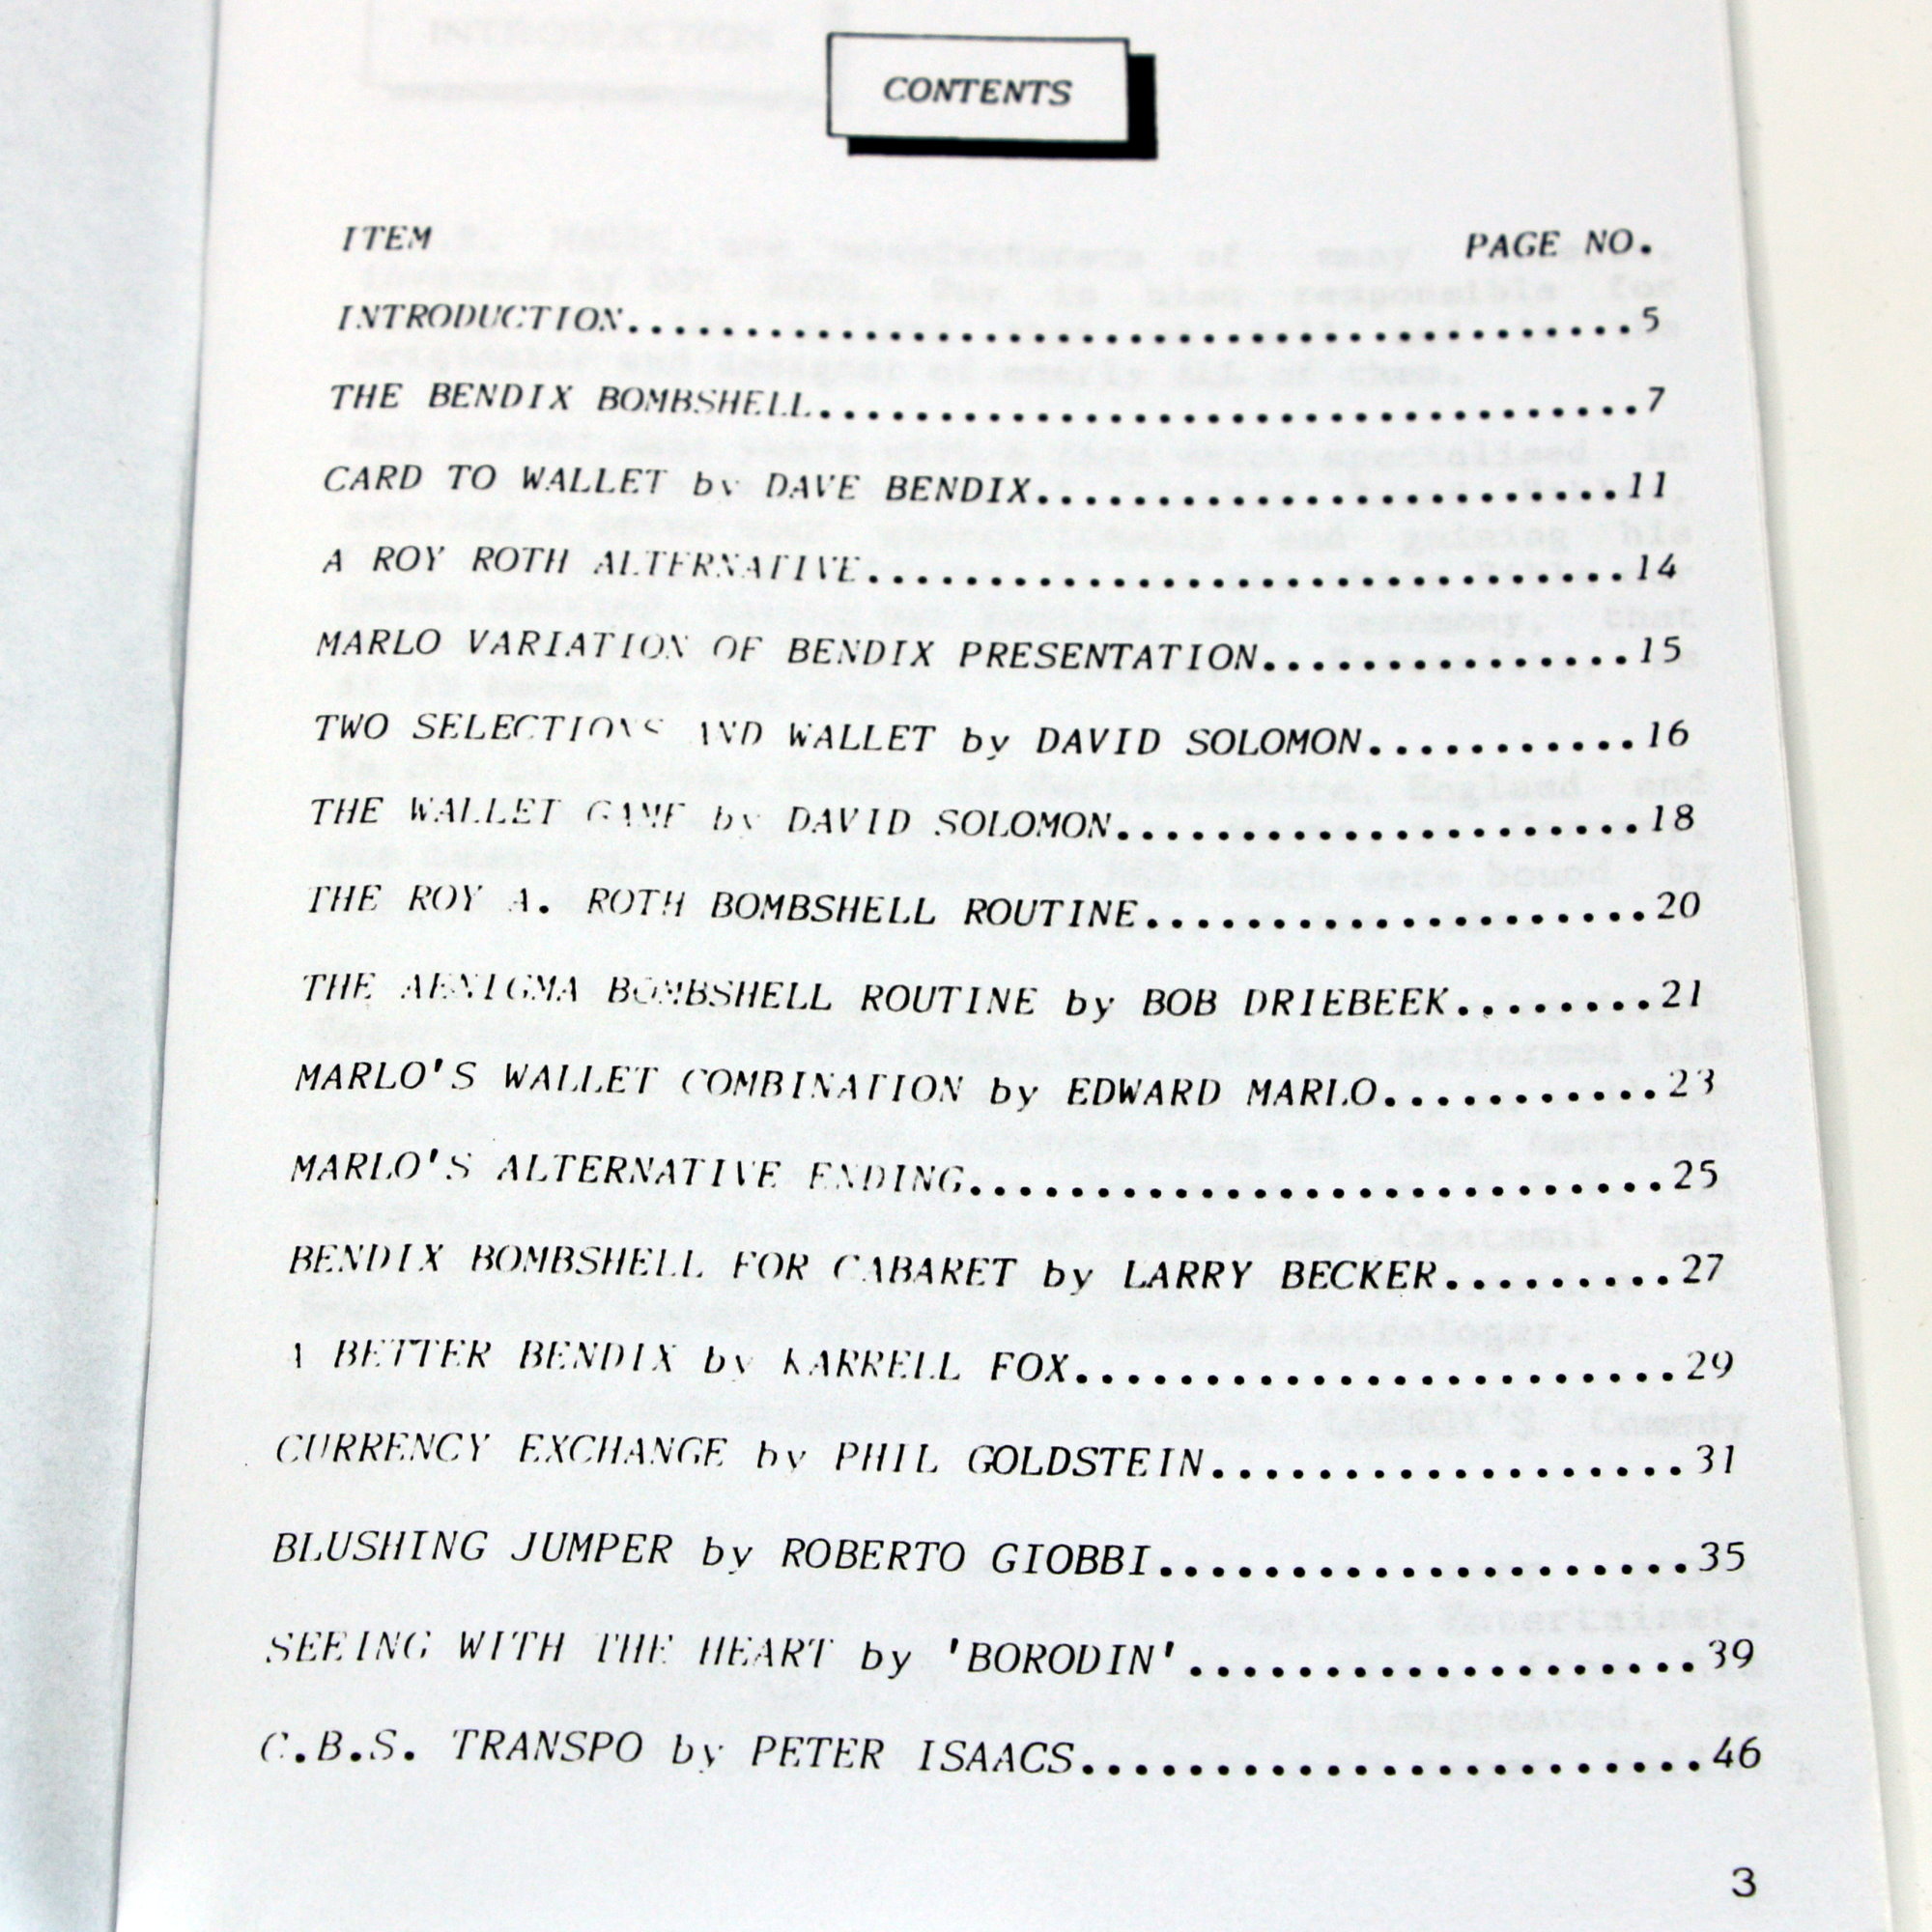 CONTENTS
ITEM PAGE NO.
INTRODUCTION........................................5
THE BENDIX BOMBSHELL.................................7
CARD TO WALLET by DAVE BENDIX........................11
A ROY ROTH ALTERNATIVE...............................14
MARLO VARIATION OF BENDIX PRESENTATION...............15
TWO SELECTIONS AND WALLET by DAVID SOLOMON...........16
THE WALLET GAME by DAVID SOLOMON.....................18
THE ROY A. ROTH BOMBSHELL ROUTINE....................20
THE AENIGMA BOMBSHELL ROUTINE by BOB DRIEBEEK........21
MARLO'S WALLET COMBINATION by EDWARD MARLO...........23
MARLO'S ALTERNATIVE ENDING...........................25
BENDIX BOMBSHELL FOR CABARET by LARRY BECKER.........27
A BETTER BENDIX by KARRELL FOX.......................29
CURRENCY EXCHANGE by PHIL GOLDSTEIN..................31
BLUSHING JUMPER by ROBERTO GIOBBI....................35
SEEING WITH THE HEART by 'BORODIN'...................39
C.B.S. TRANSPO by PETER ISAACS.......................46
3